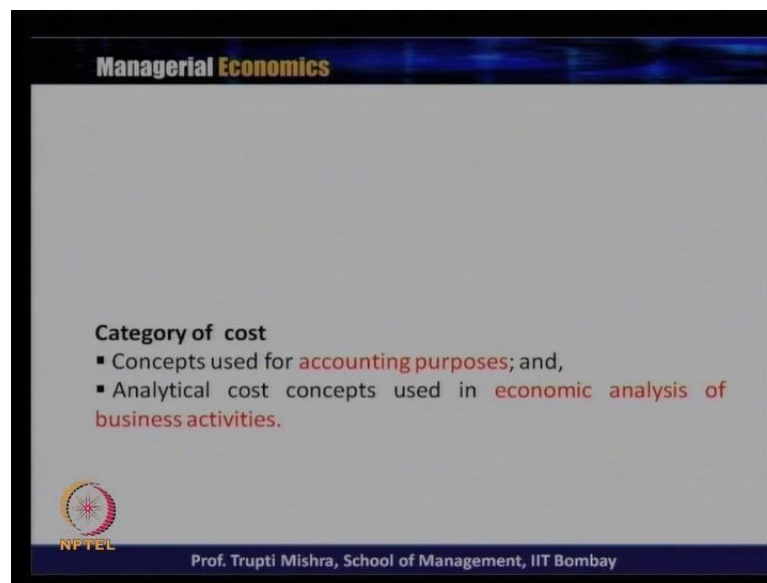 Managerial Economics
Category of cost
▪ Concepts used for accounting purposes; and,
▪ Analytical cost concepts used in economic analysis of
business activities.
NPTEL
Prof. Trupti Mishra, School of Management, IIT Bombay